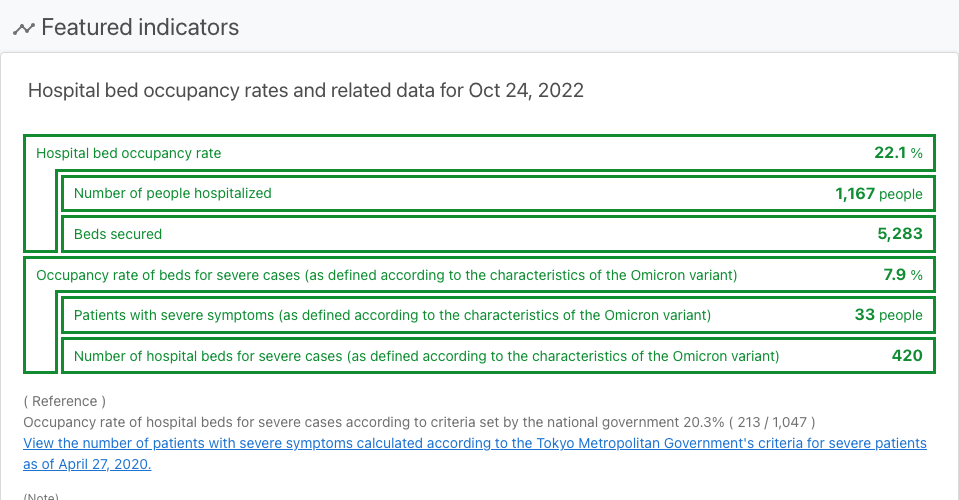 Featured indicators
Hospital bed occupancy rates and related data for Oct 24, 2022
Hospital bed occupancy rate 22.1 %
Number of people hospitalized 1,167 people
Beds secured 5,283
Occupancy rate of beds for severe cases (as defined according to the characteristics of the Omicron variant) 7.9 %
Patients with severe symptoms (as defined according to the characteristics of the Omicron variant) 33 people
Number of hospital beds for severe cases (as defined according to the characteristics of the Omicron variant) 420
( Reference )
Occupancy rate of hospital beds for severe cases according to criteria set by the national government 20.3% ( 213 / 1,047 )
View the number of patients with severe symptoms calculated according to the Tokyo Metropolitan Government's criteria for severe patients
as of April 27, 2020.
(Note)